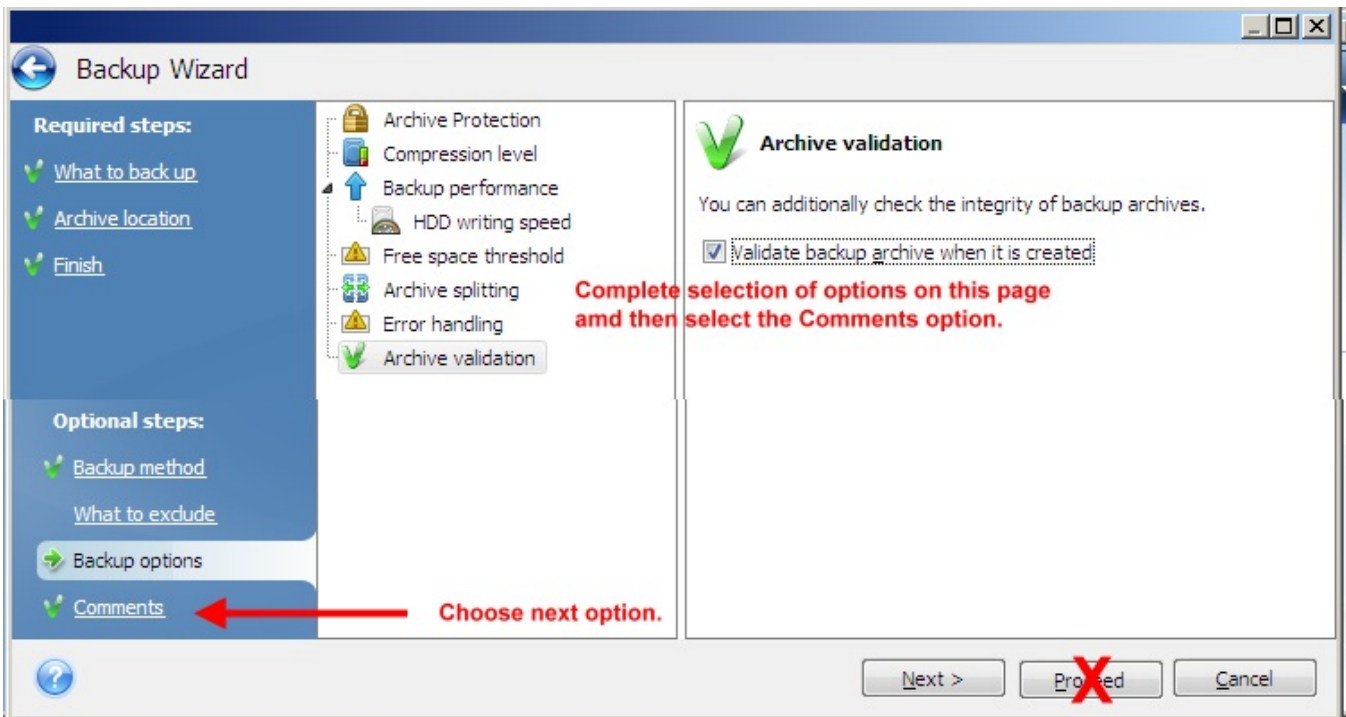 Backup Wizard
Required steps:
What to back up
Archive location
Finish
Optional steps:
Backup method
What to exclude
Backup options
Comments
Archive Protection
Compression level
Backup performance
HDD writing speed
Free space threshold
Archive splitting
Error handling
Archive validation
Archive validation
You can additionally check the integrity of backup archives.
Validate backup archive when it is created
Complete selection of options on this page
amd then select the Comments option.
Choose next option.
?
Next >
Proceed
X
Cancel